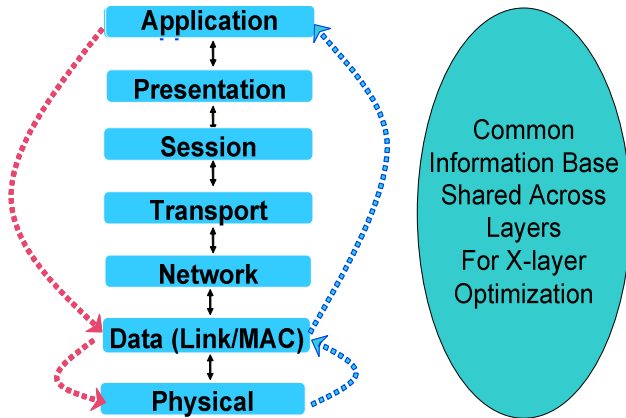 Application
Presentation
Session
Transport
Network
Data (Link/MAC)
Physical
Common
Information Base
Shared Across
Layers
For X-layer
Optimization